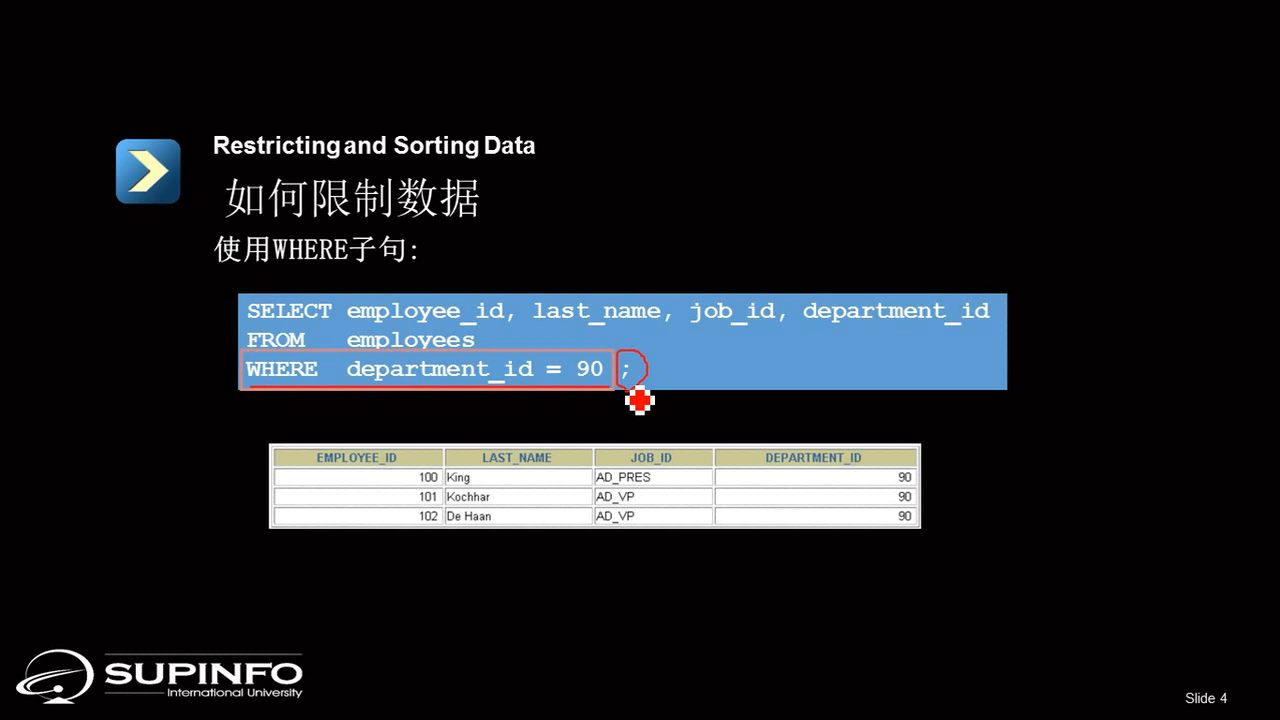 Restricting and Sorting Data
如何限制数据
使用WHERE子句:
SELECT employee_id, last_name, job_id, department_id
FROM employees
WHERE department_id = 90 ;
EMPLOYEE_ID LAST_NAME JOB_ID DEPARTMENT_ID
100 King AD_PRES 90
101 Kochhar AD_VP 90
102 De Haan AD_VP 90
SUPINFO
International University
Slide 4